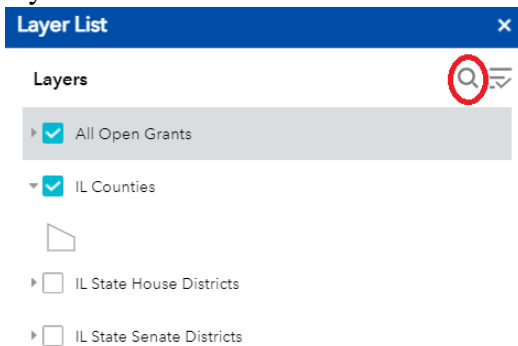 Layer List
Layers
All Open Grants
IL Counties
IL State House Districts
IL State Senate Districts